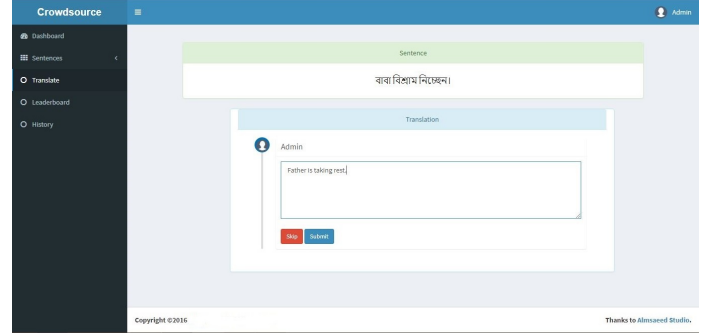 Crowdsource
Admin
Dashboard
Sentences
Translate
Leaderboard
History
Sentence
বাবা বিশ্রাম নিচ্ছেন।
Translation
Admin
Father is taking rest.
Skip Submit
Copyright ©2016 Thanks to Almsaeed Studio.